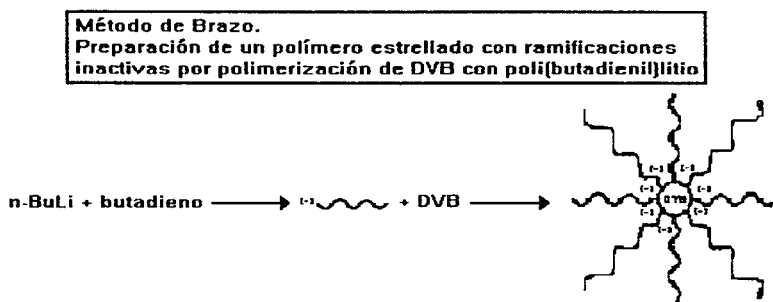 Método de Brazo.
Preparación de un polímero estrellado con ramificaciones
inactivas por polimerización de DVB con poli(butadienil)litio
n-BuLi + butadieno (-) + DVB
(-) (-)
(-) (-)
DVB
(-) (-)
(-)